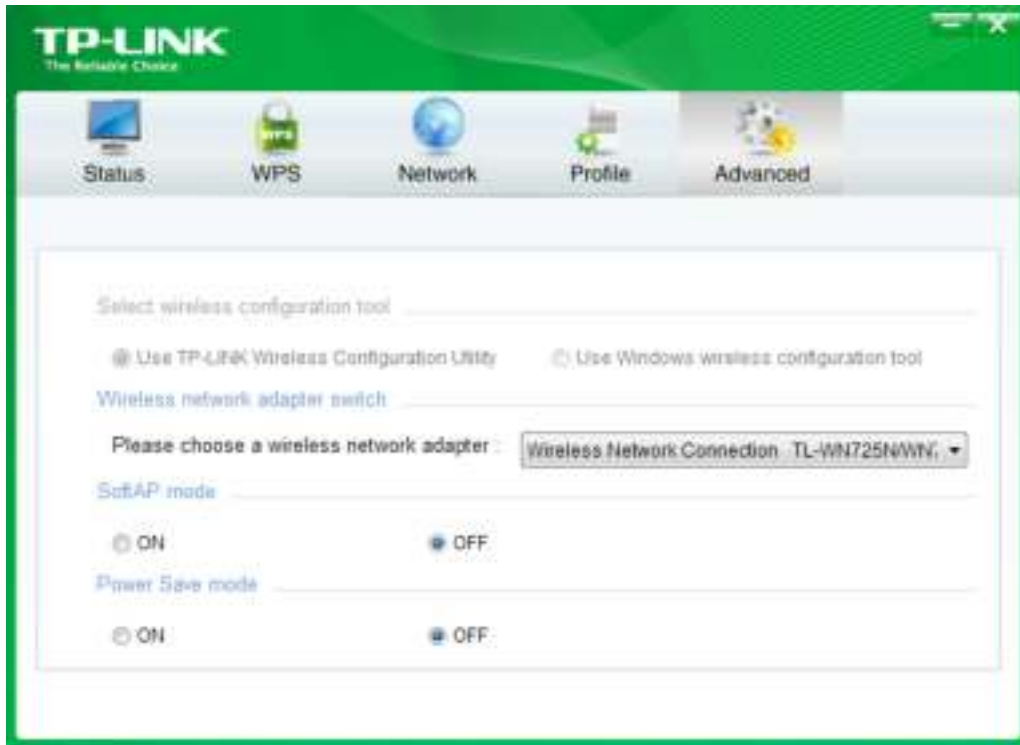 TP-LINK
The Reliable Choice
WPS
Status WPS Network Profile Advanced
Select wireless configuration tool
Use TP-LINK Wireless Configuration Utility Use Windows wireless configuration tool
Wireless network adapter switch
Please choose a wireless network adapter : Wireless Network Connection TL-WN725N/WN7
SoftAP mode
ON OFF
Power Save mode
ON OFF